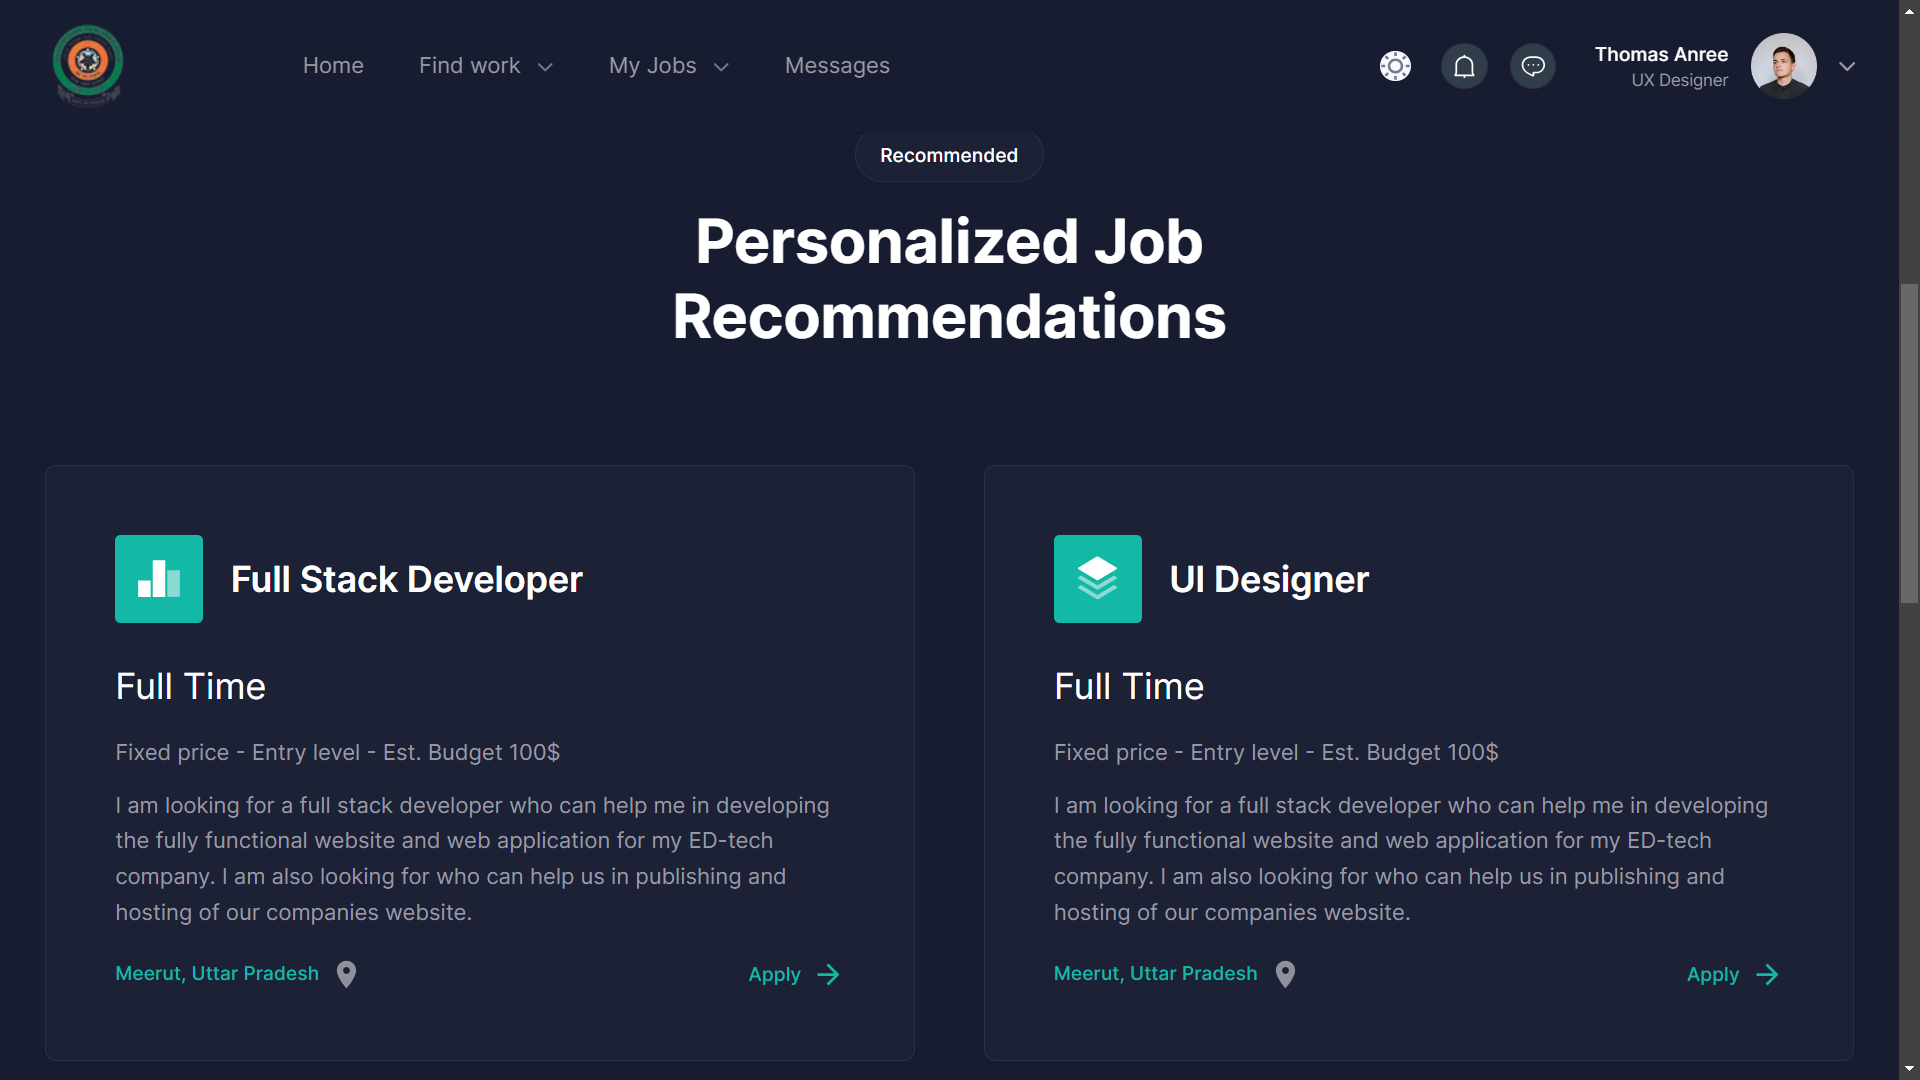 Home
Find work
My Jobs
Messages
Thomas Anree
UX Designer
Recommended
Personalized Job
Recommendations
Full Stack Developer
Full Time
Fixed price - Entry level - Est. Budget 100$
I am looking for a full stack developer who can help me in developing
the fully functional website and web application for my ED-tech
company. I am also looking for who can help us in publishing and
hosting of our companies website.
Meerut, Uttar Pradesh
Apply
UI Designer
Full Time
Fixed price - Entry level - Est. Budget 100$
I am looking for a full stack developer who can help me in developing
the fully functional website and web application for my ED-tech
company. I am also looking for who can help us in publishing and
hosting of our companies website.
Meerut, Uttar Pradesh
Apply